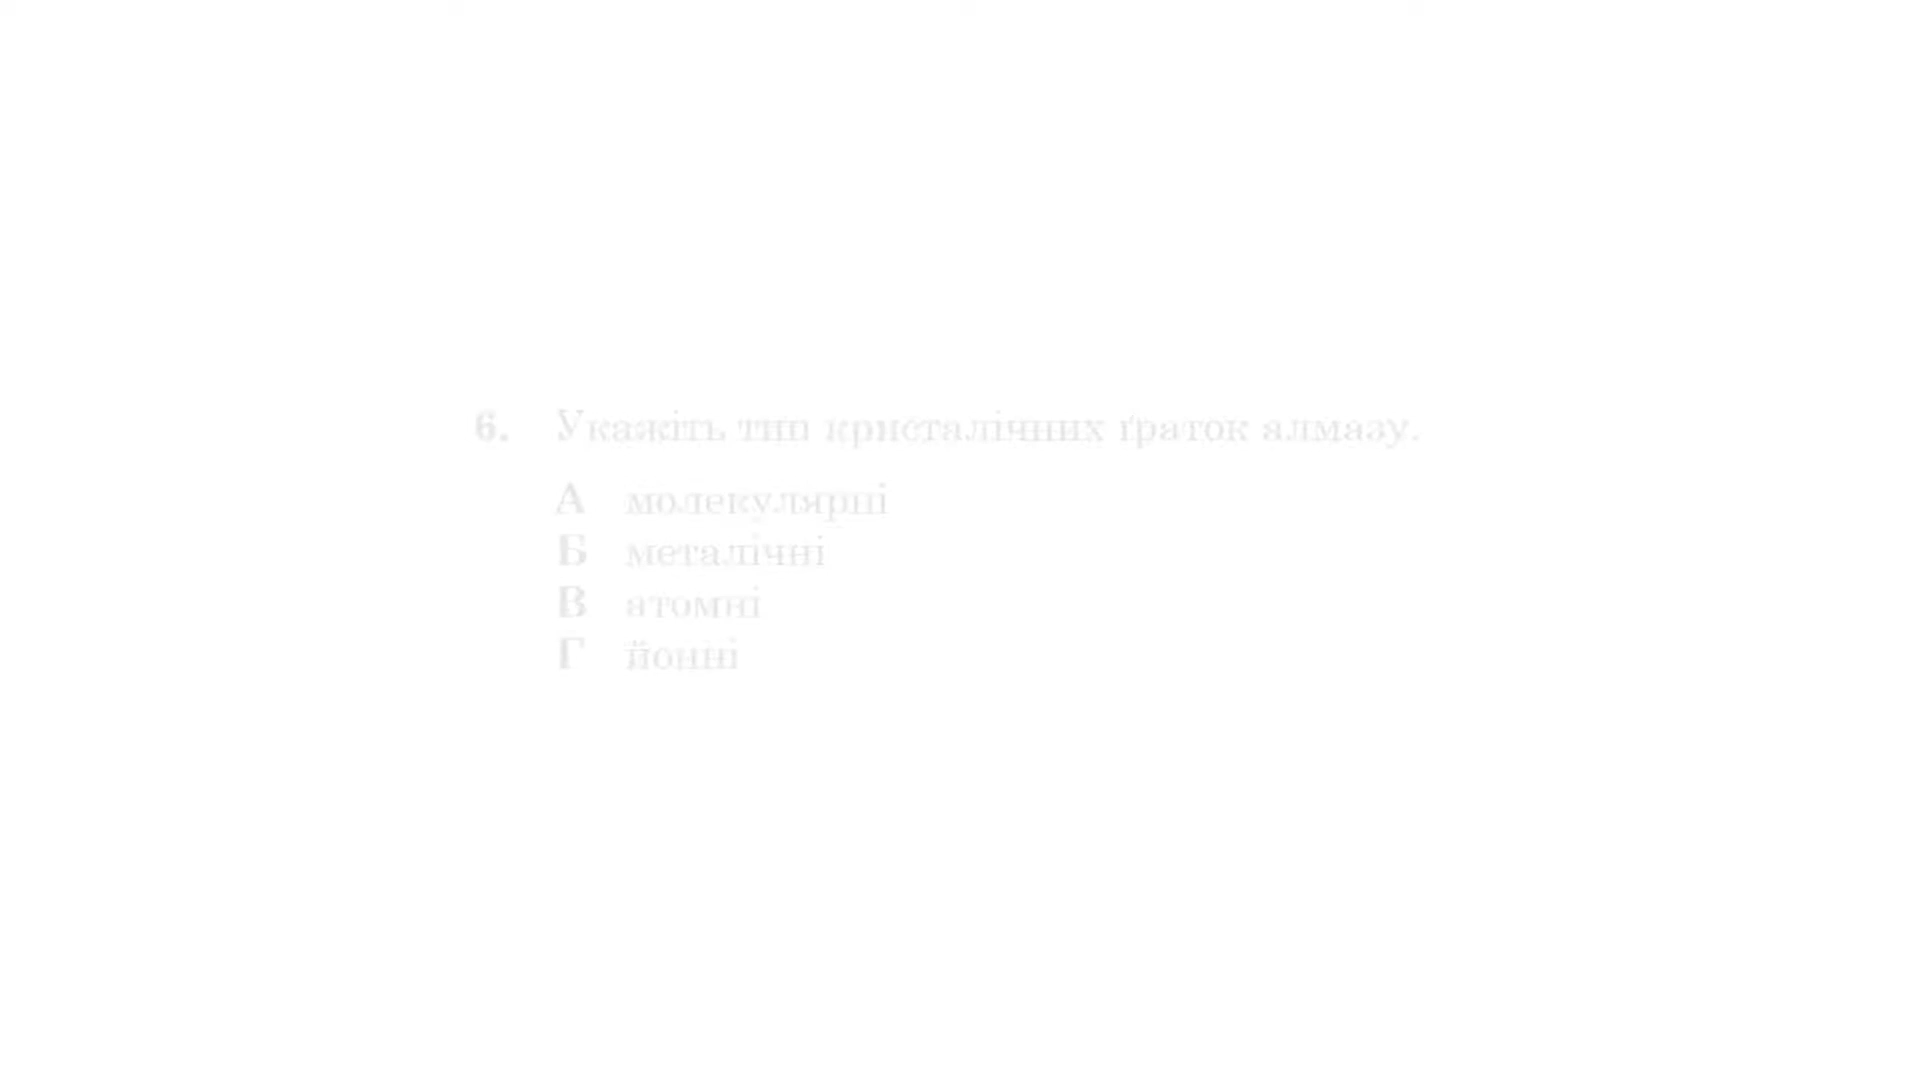 6. Укажіть тип кристалічних ґраток алмазу.
А молекулярні
Б металічні
В атомні
Г йонні